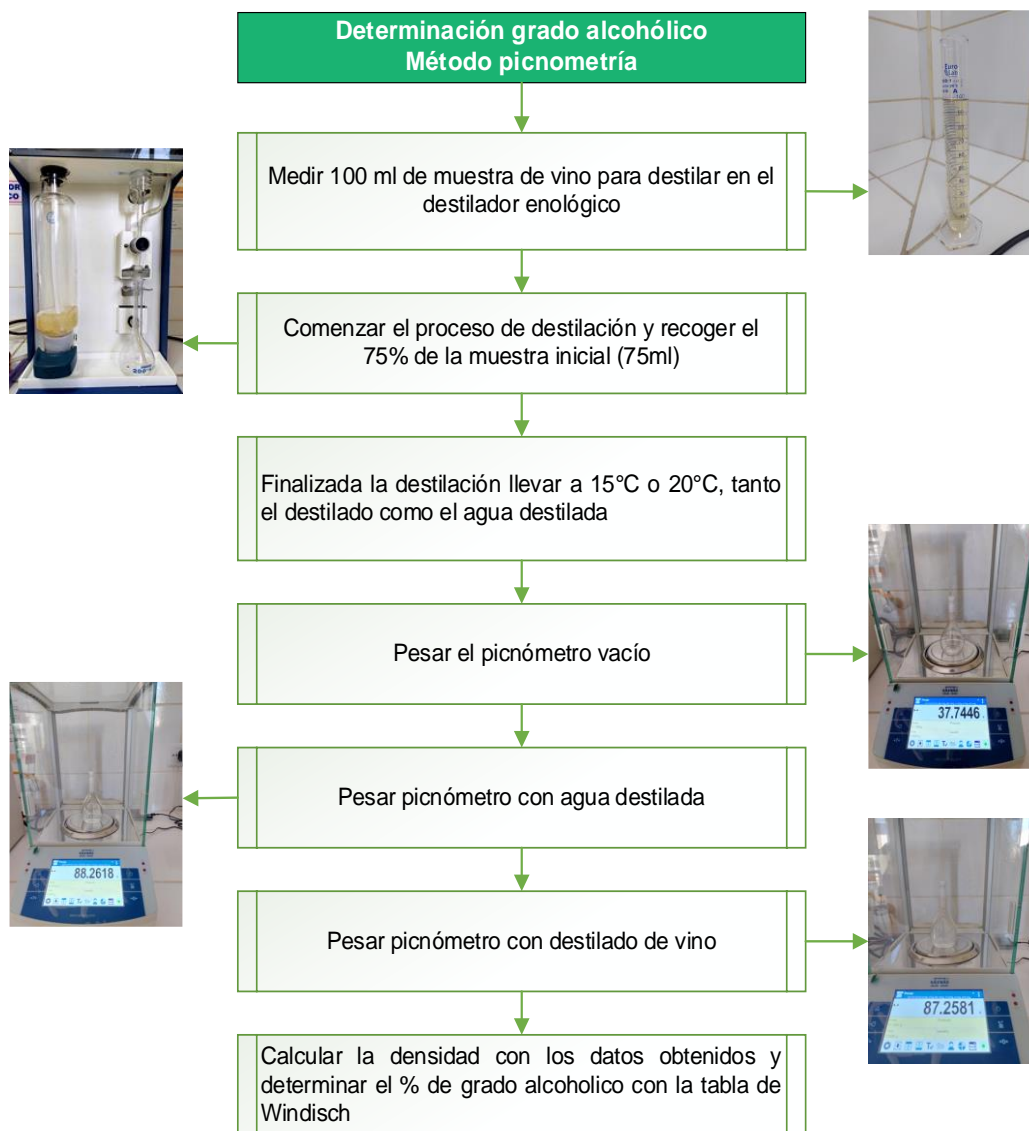 Determinación grado alcohólico
Método picnometría
Medir 100 ml de muestra de vino para destilar en el
destilador enológico
Comenzar el proceso de destilación y recoger el
75% de la muestra inicial (75ml)
Finalizada la destilación llevar a 15°C o 20°C, tanto
el destilado como el agua destilada
Pesar el picnómetro vacío
37.7446
Pesar picnómetro con agua destilada
88.2618
Pesar picnómetro con destilado de vino
87.2581
Calcular la densidad con los datos obtenidos y
determinar el % de grado alcoholico con la tabla de
Windisch